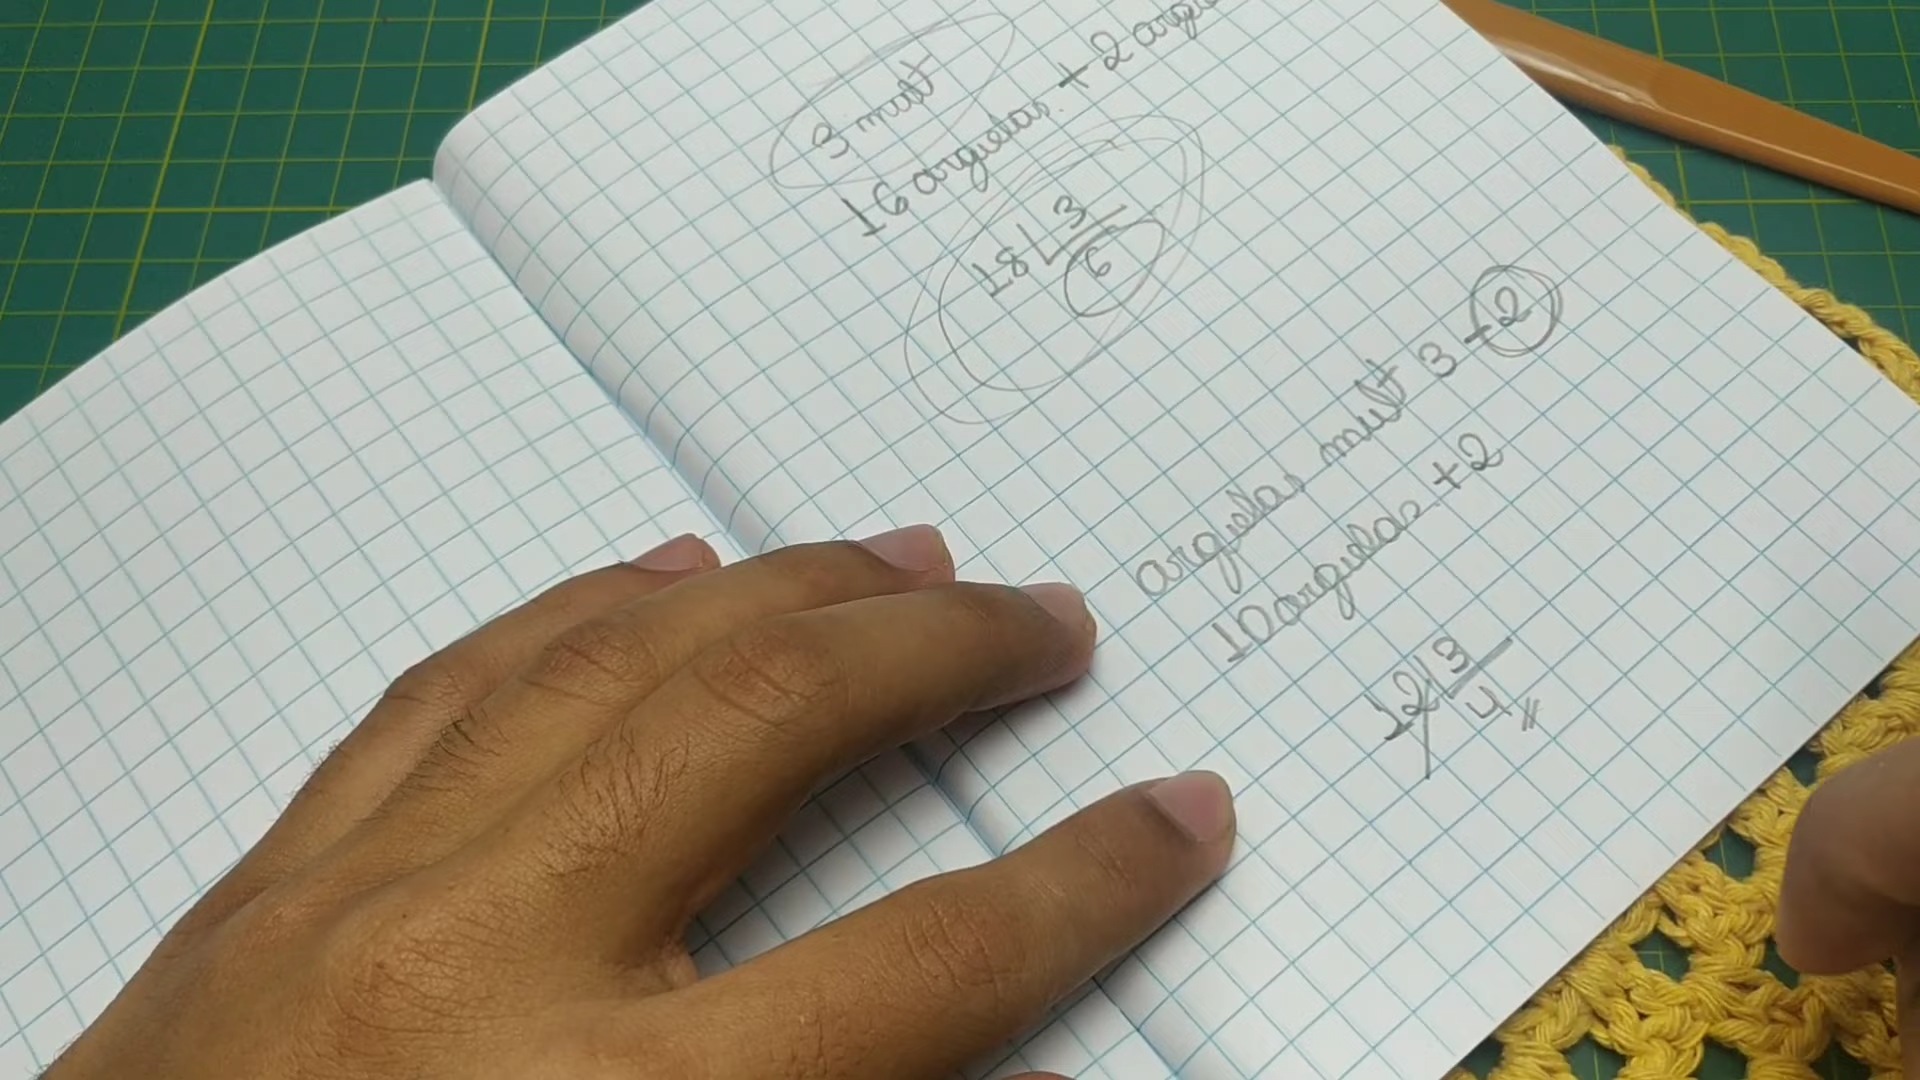 3 mult
16 argolas. + 2 argo
18 3
6
argolas mult 3 - 2
10 argolas. + 2
12 3
4 "